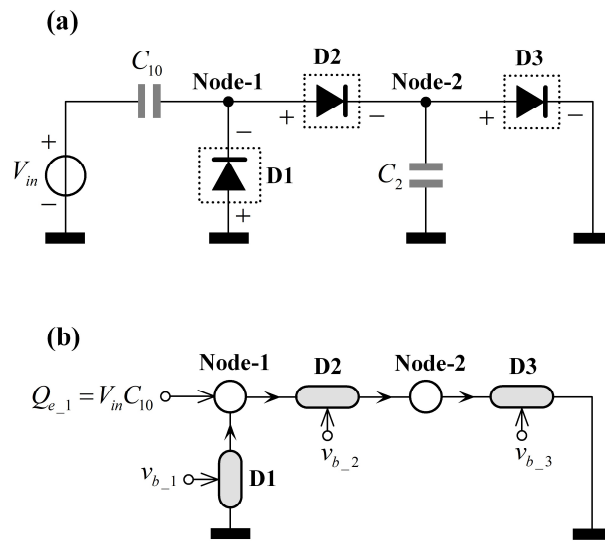 (a)
C10
Node-1
D2
Node-2
D3
+
+
-
+
-
+
-
Vin
-
D1
C2
+
(b)
Node-1
D2
Node-2
D3
Qe_1 = VinC10
vb_1
D1
vb_2
vb_3